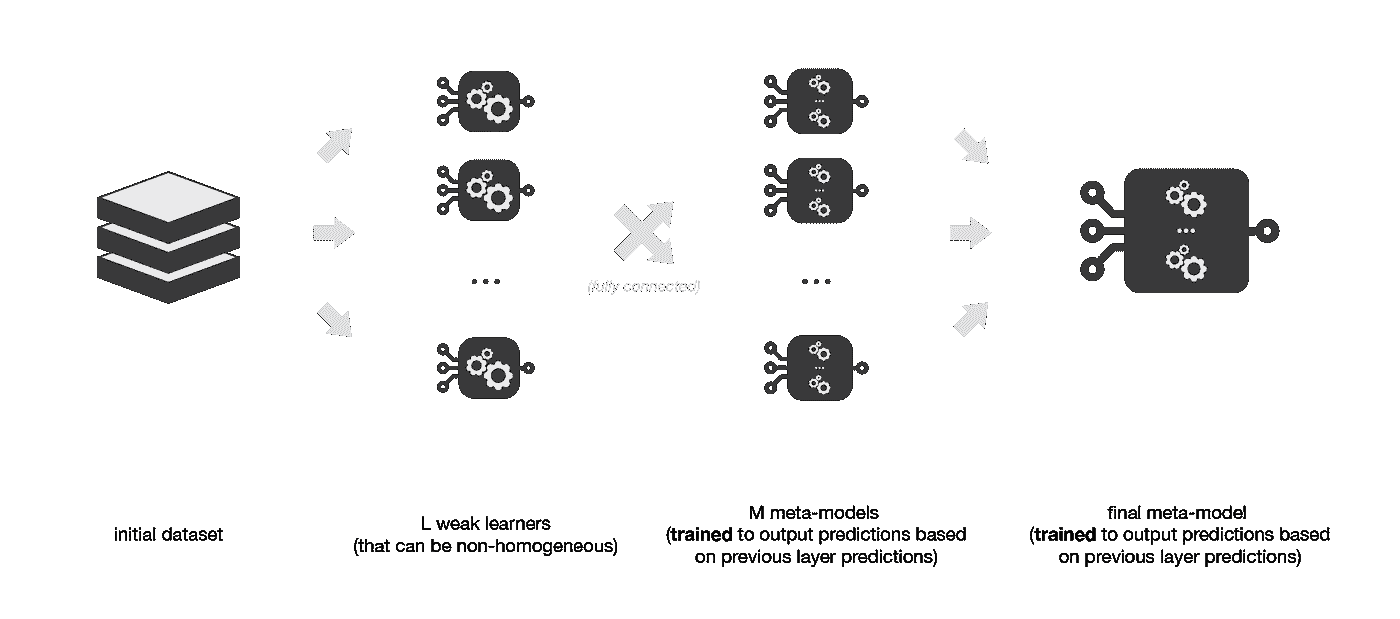 (fully connected)
initial dataset
L weak learners
(that can be non-homogeneous)
M meta-models
(trained to output predictions based
on previous layer predictions)
final meta-model
(trained to output predictions based
on previous layer predictions)